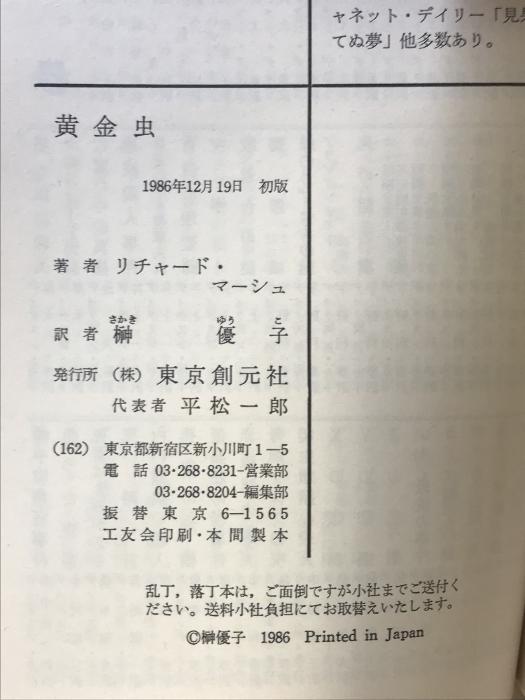 ャネット・デイリー「見果
てぬ夢」他多数あり。
黄金虫
1986年12月19日 初版
著者 リチャード・
マーシュ
さかき ゆう こ
訳者 榊 優 子
発行所 (株) 東京創元社
代表者 平松一郎
(162) 東京都新宿区新小川町1—5
電話 03・268・8231-営業部
03・268・8204-編集部
振替東京 6—1565
工友会印刷・本間製本
乱丁，落丁本は，ご面倒ですが小社までご送付く
ださい。送料小社負担にてお取替えいたします。
©榊優子 1986 Printed in Japan